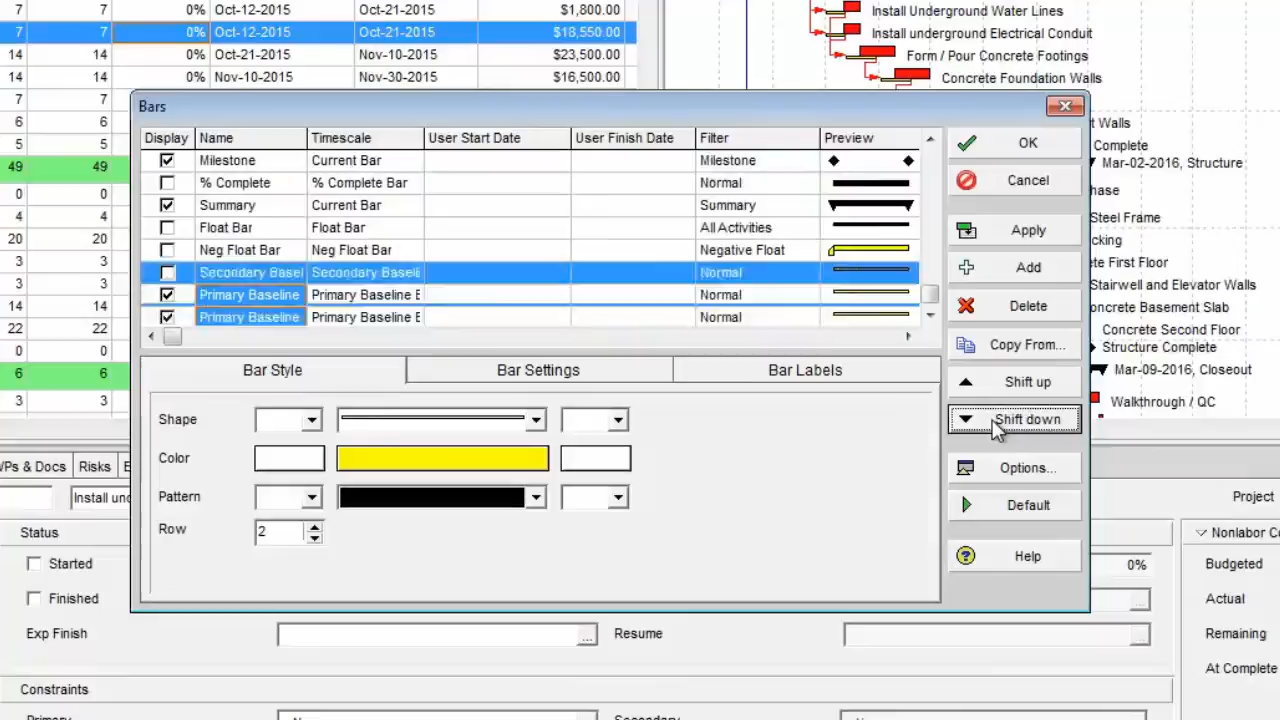 7 7 0% Oct-12-2015 Oct-21-2015 $1,800.00 Install Underground Water Lines
7 7 0% Oct-12-2015 Oct-21-2015 $18,550.00 Install underground Electrical Conduit
14 14 0% Oct-21-2015 Nov-10-2015 $23,500.00 Form / Pour Concrete Footings
14 14 0% Nov-10-2015 Nov-30-2015 $16,500.00 Concrete Foundation Walls
7 7
6 6
5 5
49 49
0 0
4 4
20 20
3 3
3 3
14 14
22 22
0 0
6 6
3 3
t Walls
Complete
Mar-02-2016, Structure
hase
Steel Frame
cking
ete First Floor
Stairwell and Elevator Walls
oncrete Basement Slab
Concrete Second Floor
Structure Complete
Mar-09-2016, Closeout
Walkthrough / QC
Bars
Display Name Timescale User Start Date User Finish Date Filter Preview
Milestone Current Bar Milestone
% Complete % Complete Bar Normal
Summary Current Bar Summary
Float Bar Float Bar All Activities
Neg Float Bar Neg Float Bar Negative Float
Secondary Basel Secondary Baseli Normal
Primary Baseline Primary Baseline E Normal
Primary Baseline Primary Baseline E Normal
OK
Cancel
Apply
Add
Delete
Copy From...
Shift up
Shift down
Options...
Default
Help
Bar Style Bar Settings Bar Labels
Shape
Color
Pattern
Row 2
WPs & Docs Risks E
Install und
Project
Status
Nonlabor Co
Started
0%
Budgeted
Finished
...
Actual
Exp Finish ... Resume ... Remaining
At Complete
Constraints
Primary Secondary